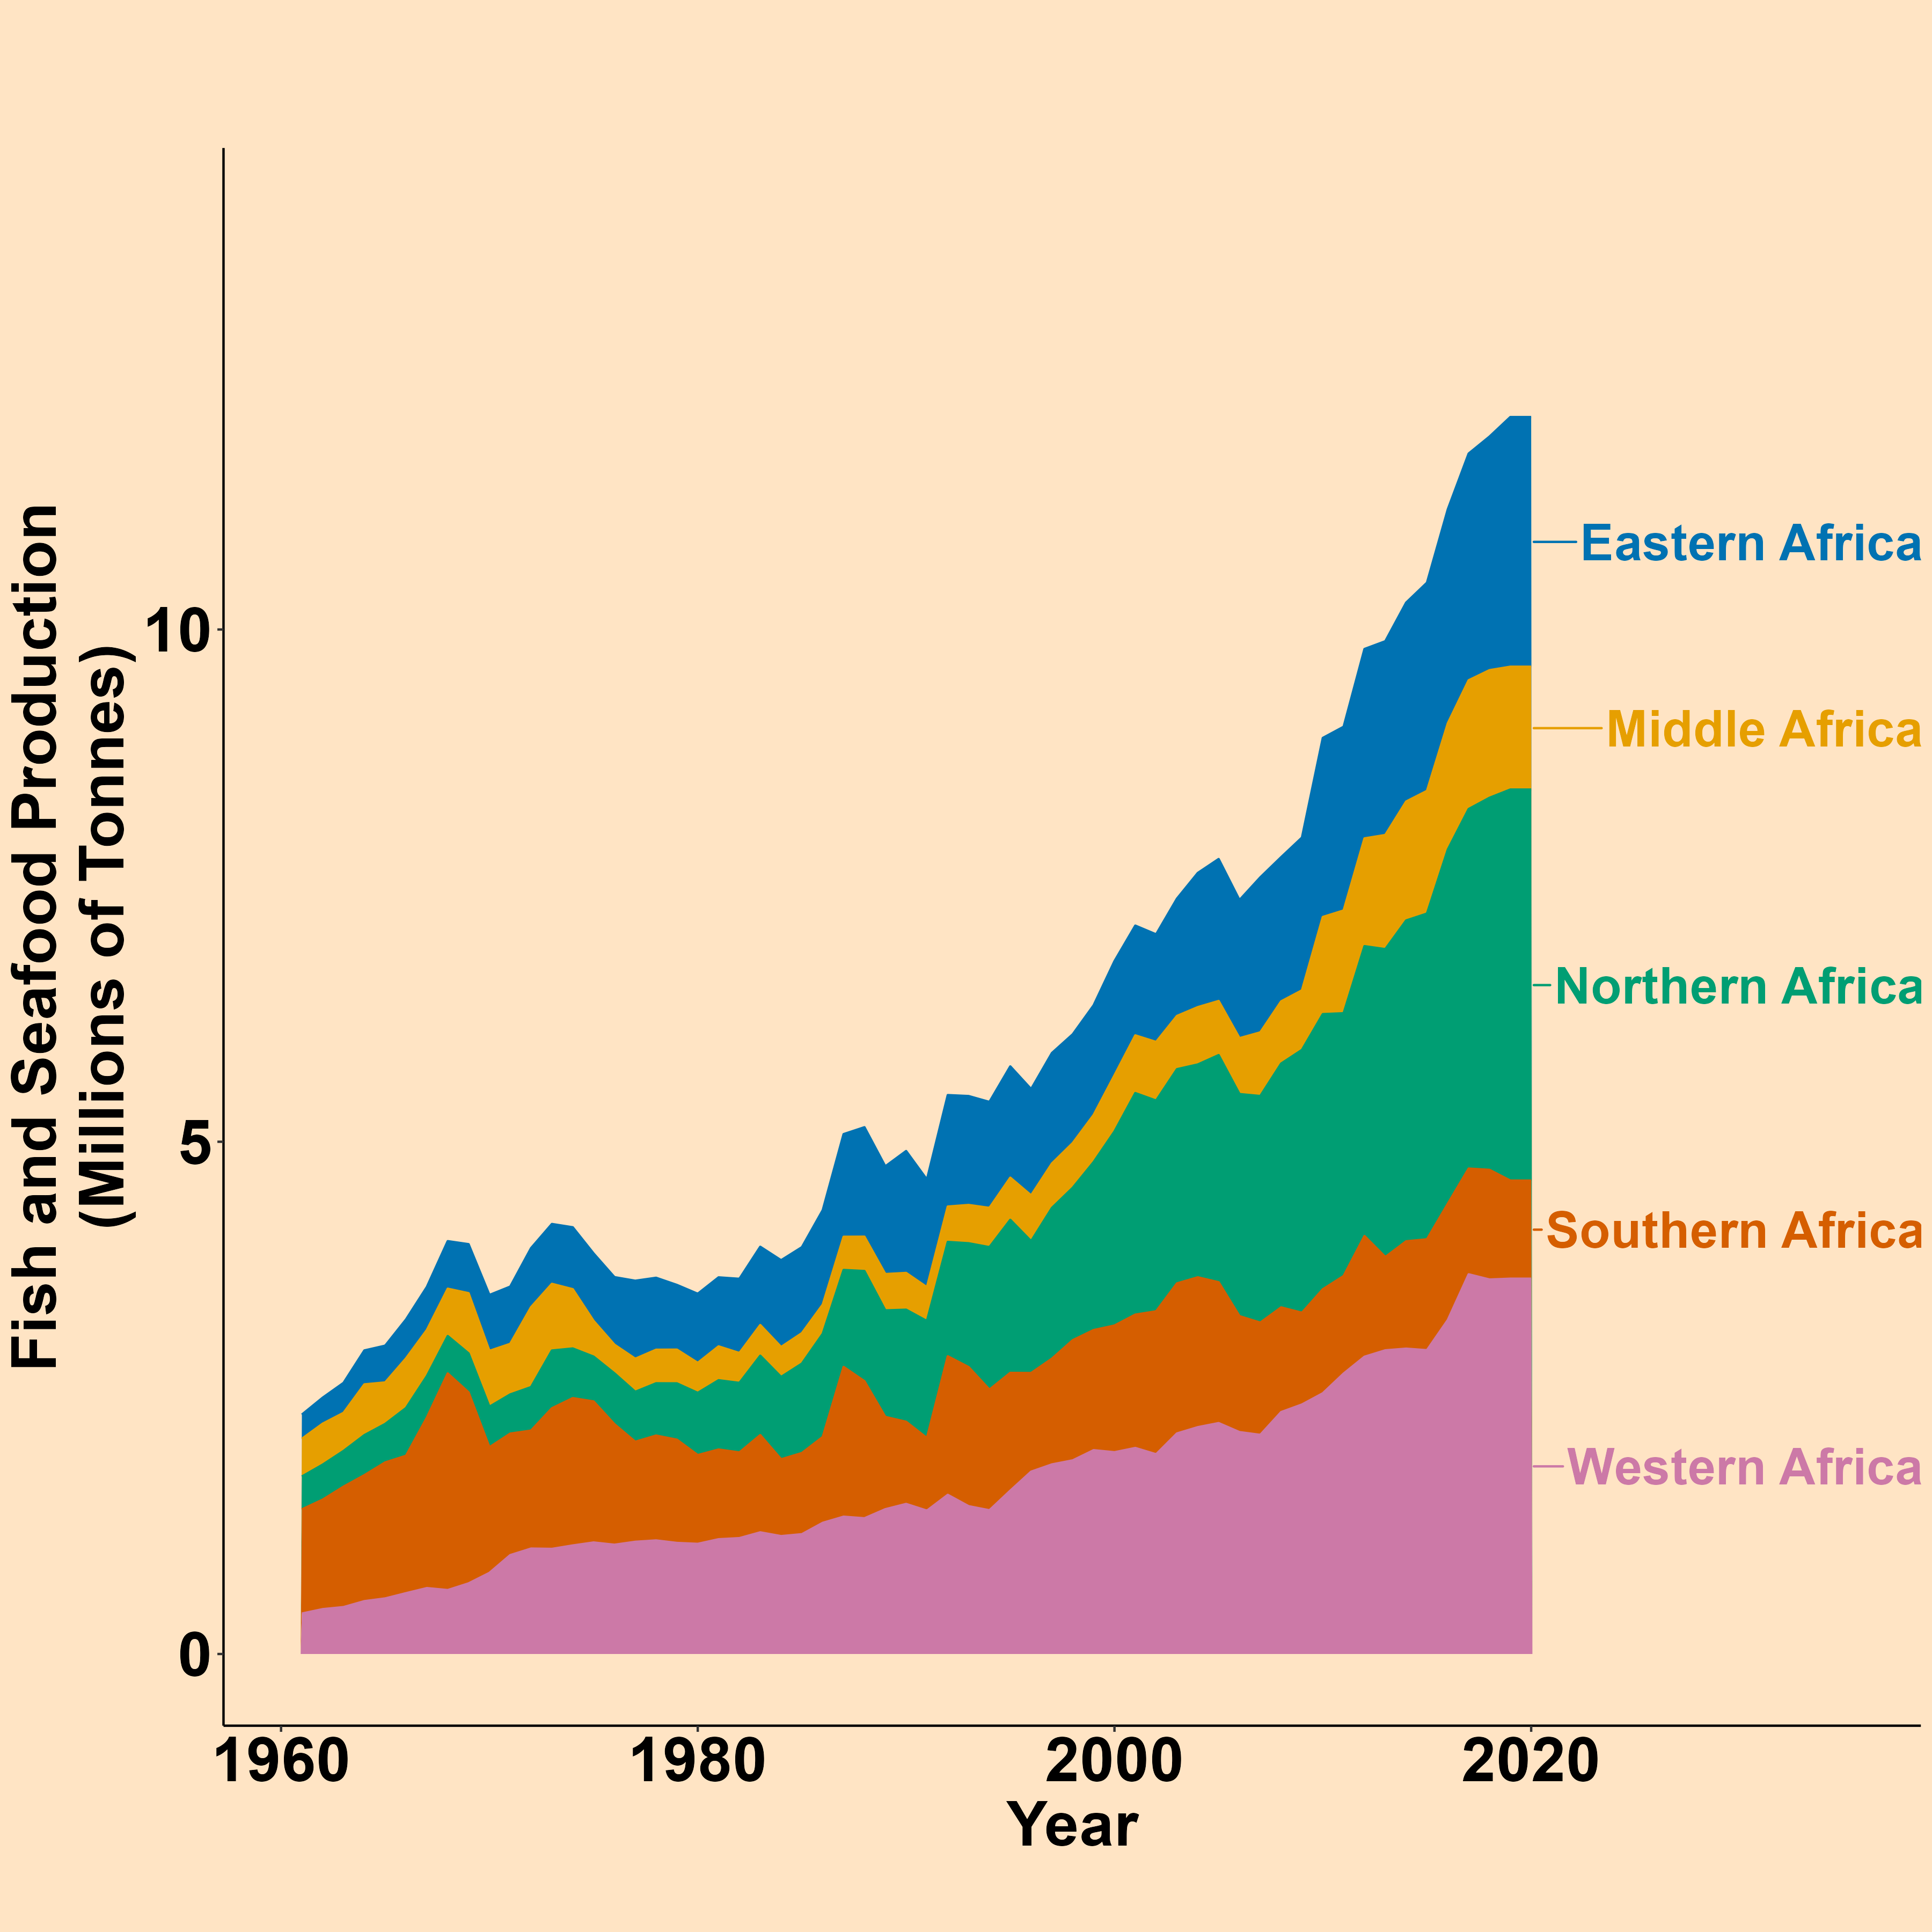 Fish and Seafood Production
(Millions of Tonnes)
10
5
0
1960
1980
2000
2020
Year
Eastern Africa
Middle Africa
Northern Africa
Southern Africa
Western Africa